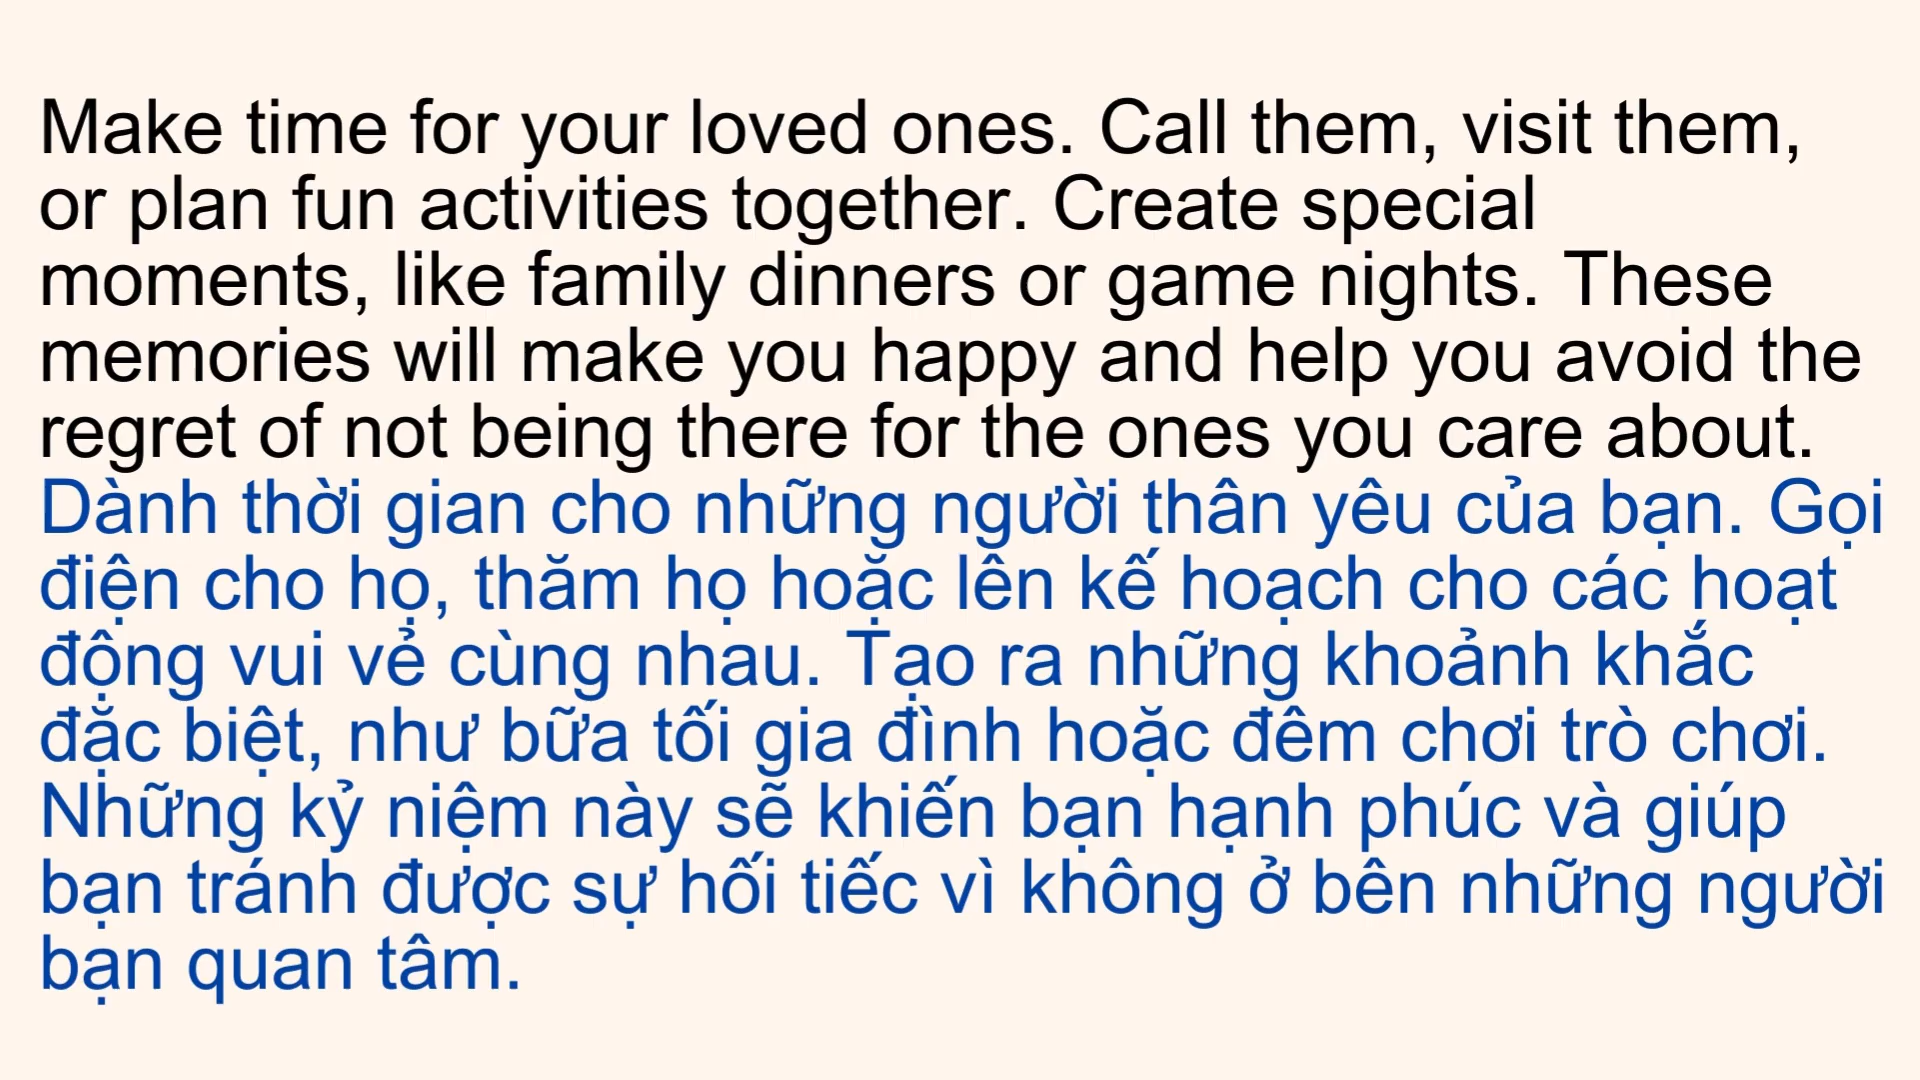 Make time for your loved ones. Call them, visit them,
or plan fun activities together. Create special
moments, like family dinners or game nights. These
memories will make you happy and help you avoid the
regret of not being there for the ones you care about.
Dành thời gian cho những người thân yêu của bạn. Gọi
điện cho họ, thăm họ hoặc lên kế hoạch cho các hoạt
động vui vẻ cùng nhau. Tạo ra những khoảnh khắc
đặc biệt, như bữa tối gia đình hoặc đêm chơi trò chơi.
Những kỷ niệm này sẽ khiến bạn hạnh phúc và giúp
bạn tránh được sự hối tiếc vì không ở bên những người
bạn quan tâm.